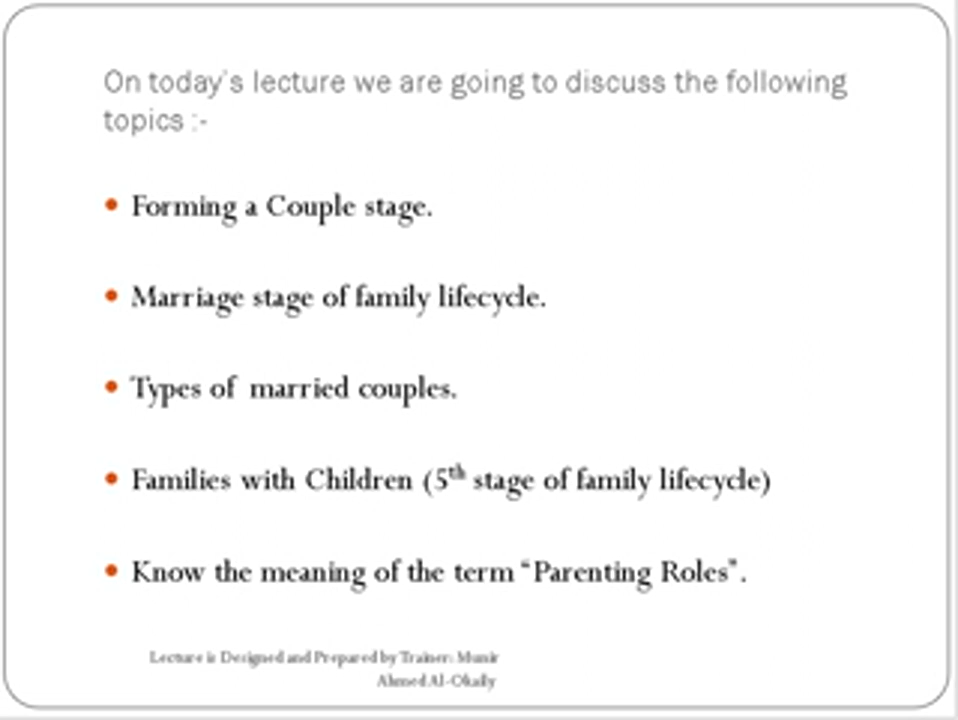 On today's lecture we are going to discuss the following
topics :-
• Forming a Couple stage.
• Marriage stage of family lifecycle.
• Types of married couples.
• Families with Children (5th stage of family lifecycle)
• Know the meaning of the term “Parenting Roles”.
Lecture is Designed and Prepared by Trainer: Munir
Ahmed Al-Okaily